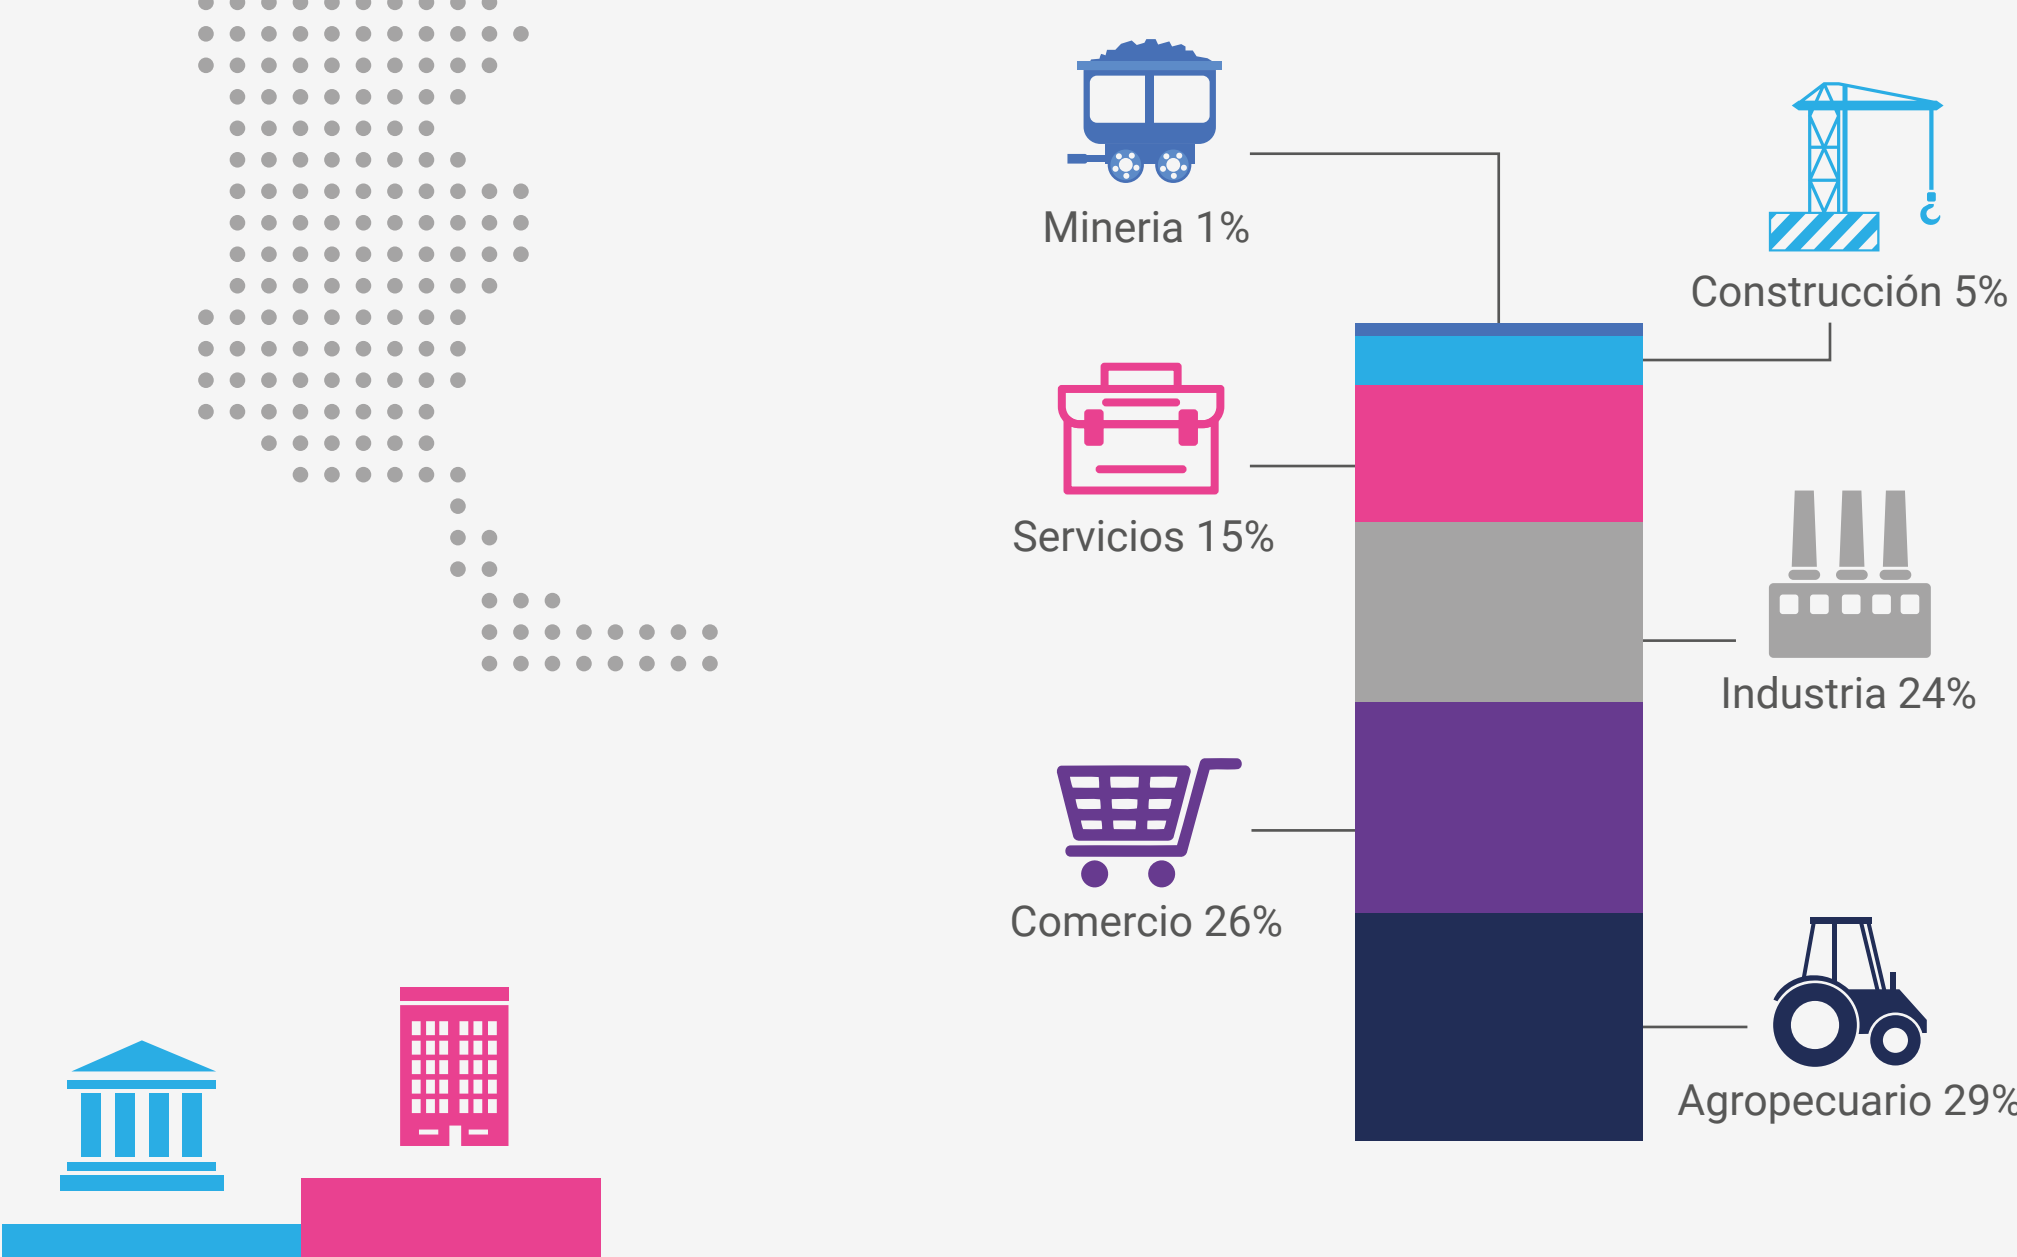 Mineria 1%
Construcción 5%
Servicios 15%
Industria 24%
Comercio 26%
Agropecuario 29%